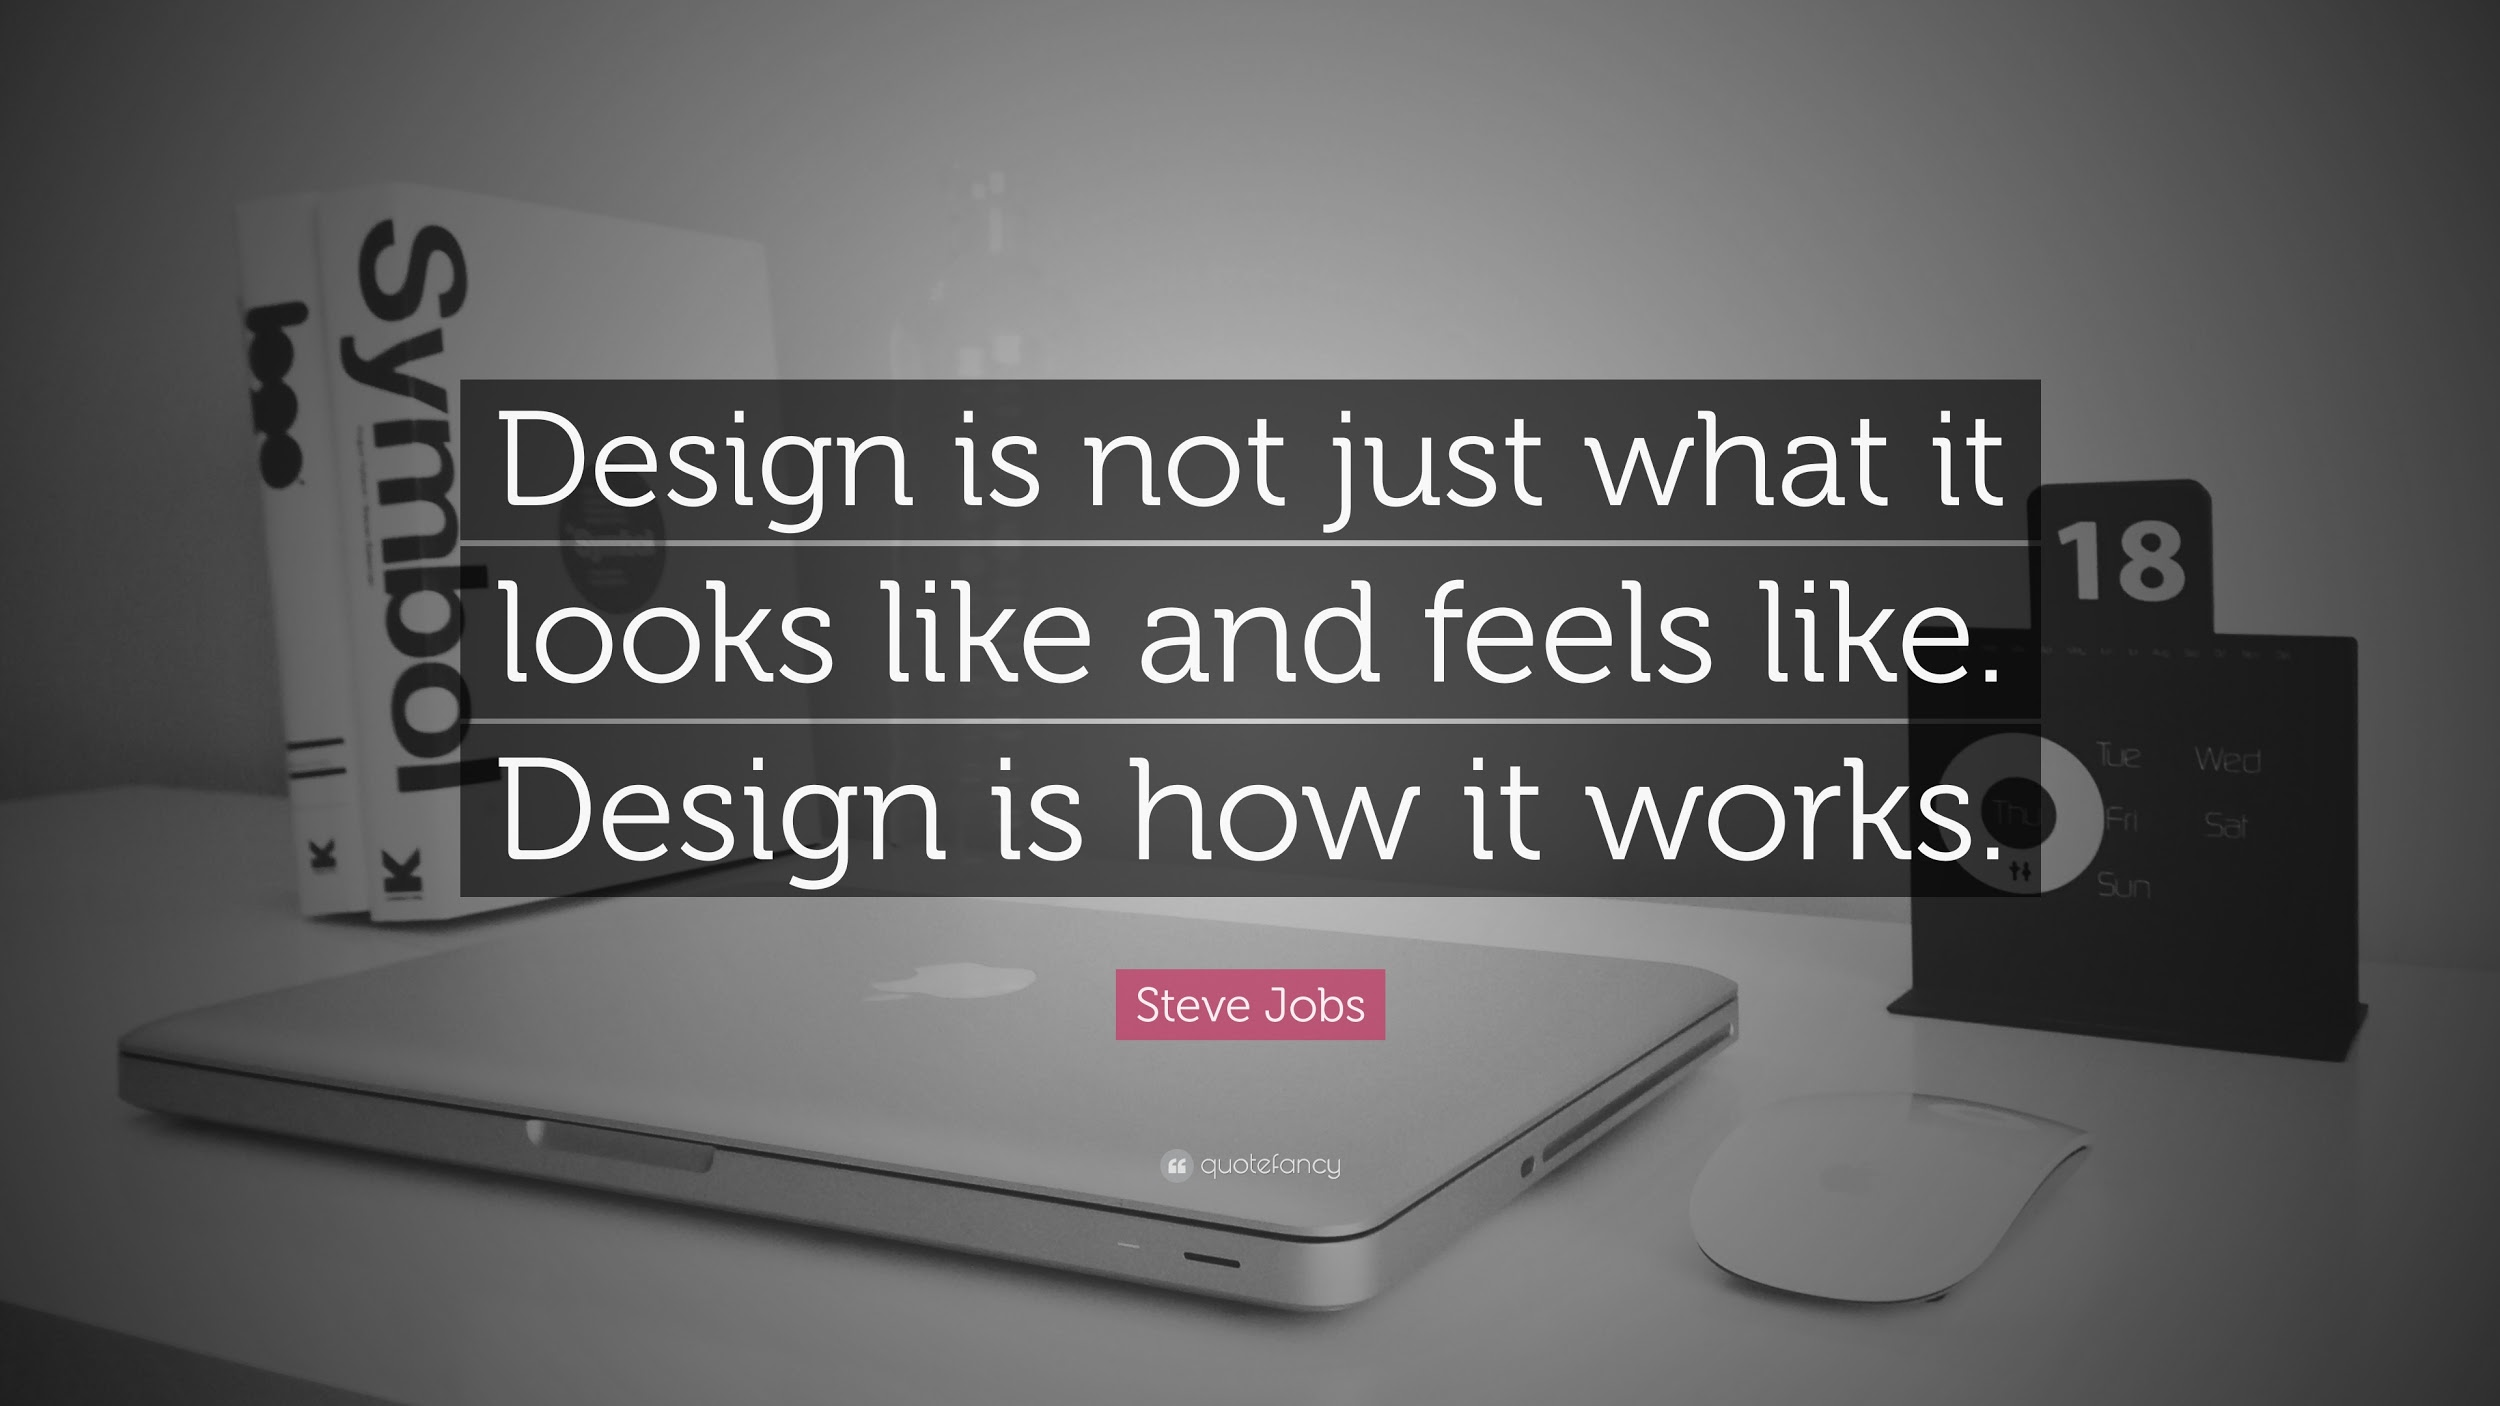 Design is not just what it
looks like and feels like.
Design is how it works.
Steve Jobs
quotefancy
logo
Symbol
K
K
18
Tue Wed
Thu Fri Sat
Sun